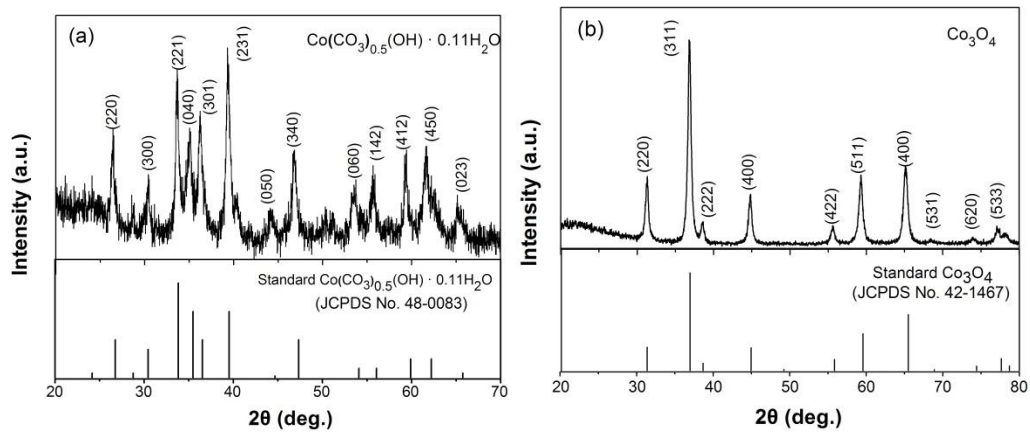 (a)
Co(CO₃)₀.₅(OH) · 0.11H₂O
(220)
(300)
(221)
(040)
(301)
(231)
(050)
(340)
(060)
(142)
(412)
(450)
(023)
Intensity (a.u.)
Standard Co(CO₃)₀.₅(OH) · 0.11H₂O
(JCPDS No. 48-0083)
20 30 40 50 60 70
2θ (deg.)
(b)
Co₃O₄
(220)
(311)
(222)
(400)
(422)
(511)
(400)
(531)
(620)
(533)
Intensity (a.u.)
Standard Co₃O₄
(JCPDS No. 42-1467)
20 30 40 50 60 70 80
2θ (deg.)